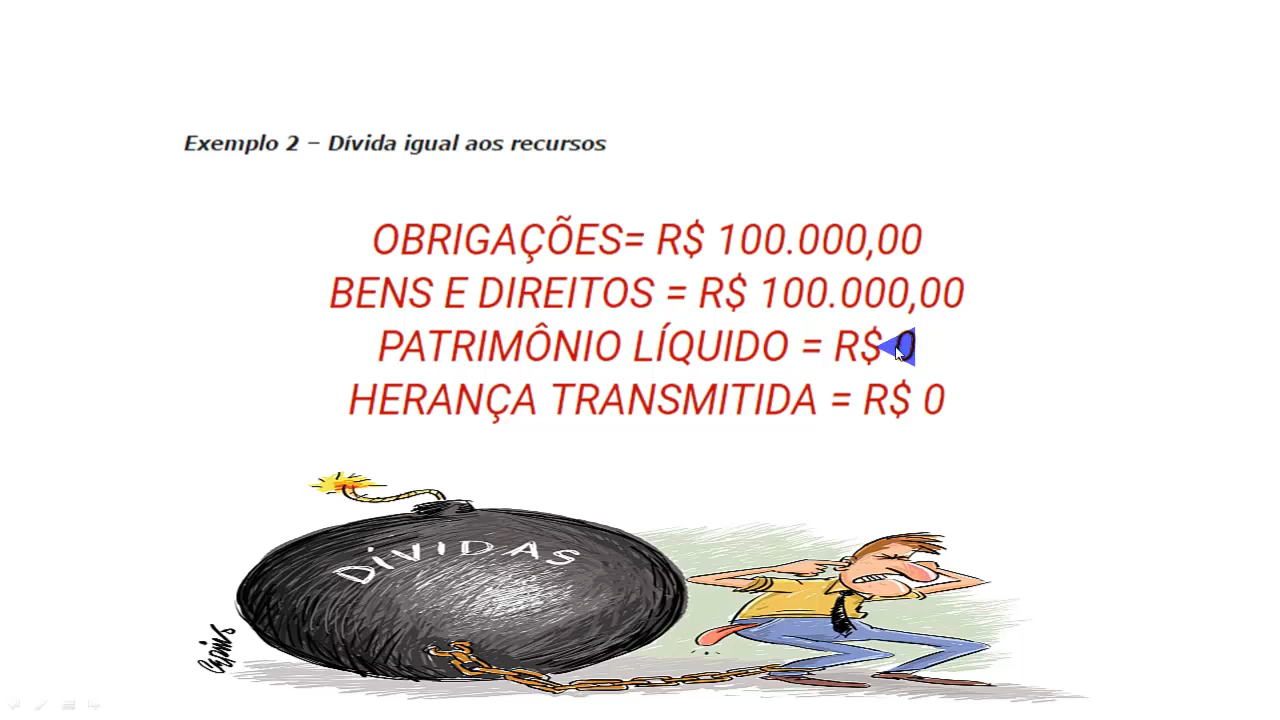 Exemplo 2 – Dívida igual aos recursos
OBRIGAÇÕES= R$ 100.000,00
BENS E DIREITOS = R$ 100.000,00
PATRIMÔNIO LÍQUIDO = R$ 0
HERANÇA TRANSMITIDA = R$ 0
DíVIDAS